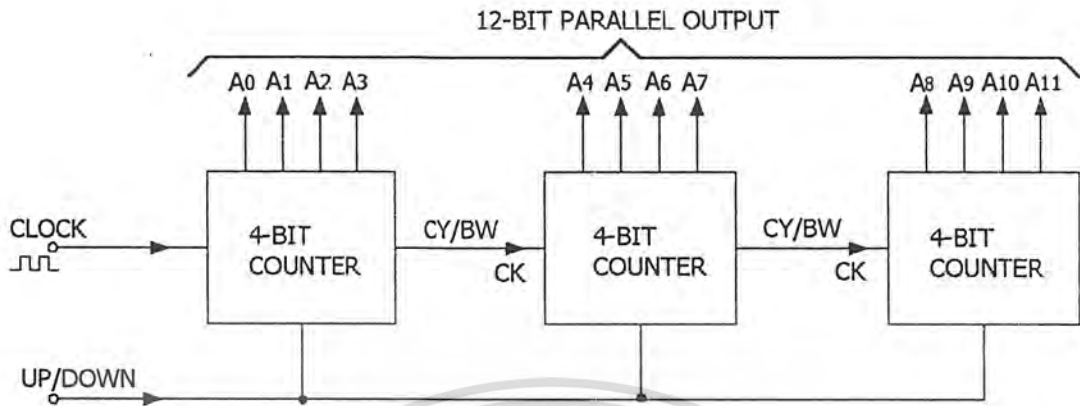 12-BIT PARALLEL OUTPUT
A0 A1 A2 A3 A4 A5 A6 A7 A8 A9 A10 A11
CLOCK
4-BIT
COUNTER
CY/BW
CK
4-BIT
COUNTER
CY/BW
CK
4-BIT
COUNTER
UP/DOWN